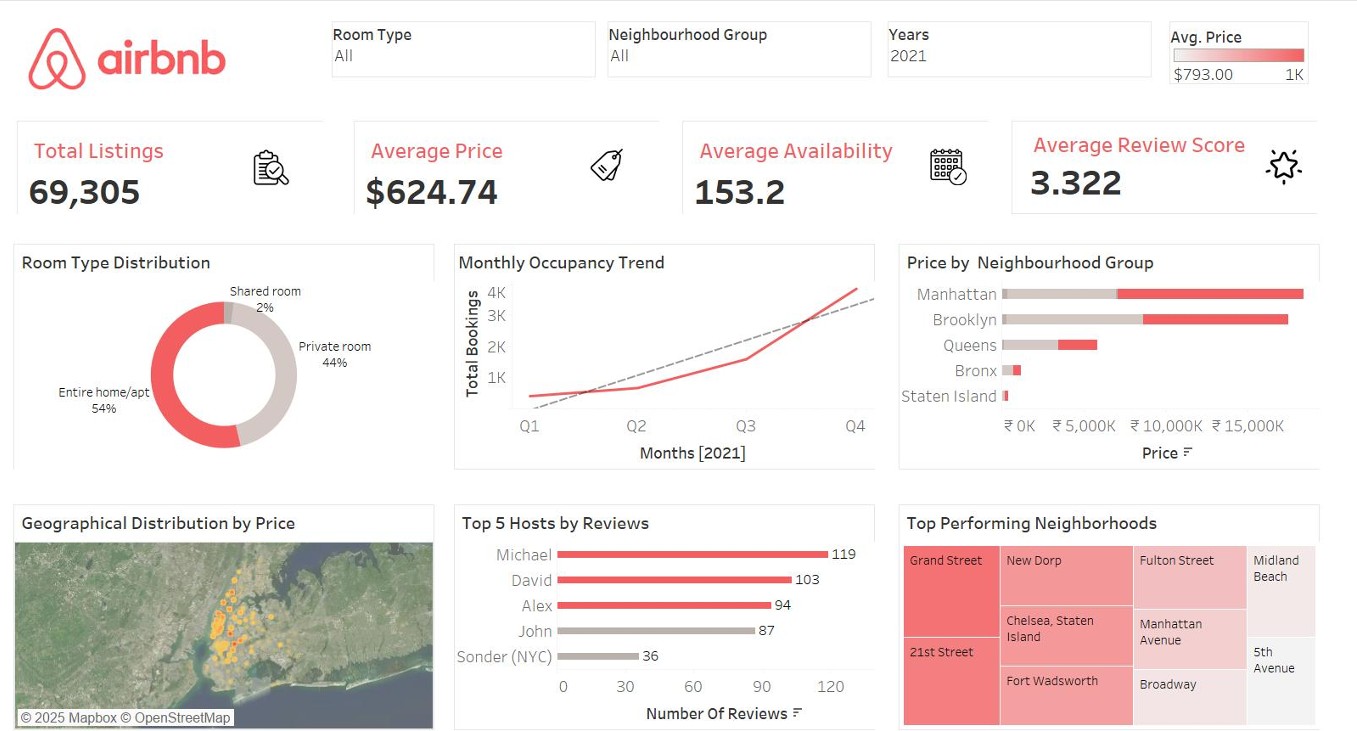 airbnb
Room Type
All
Neighbourhood Group
All
Years
2021
Avg. Price
$793.00 1K
Total Listings
69,305
Average Price
$624.74
Average Availability
153.2
Average Review Score
3.322
Room Type Distribution
Shared room
2%
Private room
44%
Entire home/apt
54%
Monthly Occupancy Trend
Total Bookings
4K
3K
2K
1K
Q1 Q2 Q3 Q4
Months [2021]
Price by Neighbourhood Group
Manhattan
Brooklyn
Queens
Bronx
Staten Island
₹ 0K ₹ 5,000K ₹ 10,000K ₹ 15,000K
Price
Geographical Distribution by Price
© 2025 Mapbox © OpenStreetMap
Top 5 Hosts by Reviews
Michael 119
David 103
Alex 94
John 87
Sonder (NYC) 36
0 30 60 90 120
Number Of Reviews
Top Performing Neighborhoods
Grand Street
21st Street
New Dorp
Chelsea, Staten
Island
Fort Wadsworth
Fulton Street
Manhattan
Avenue
Broadway
Midland
Beach
5th
Avenue